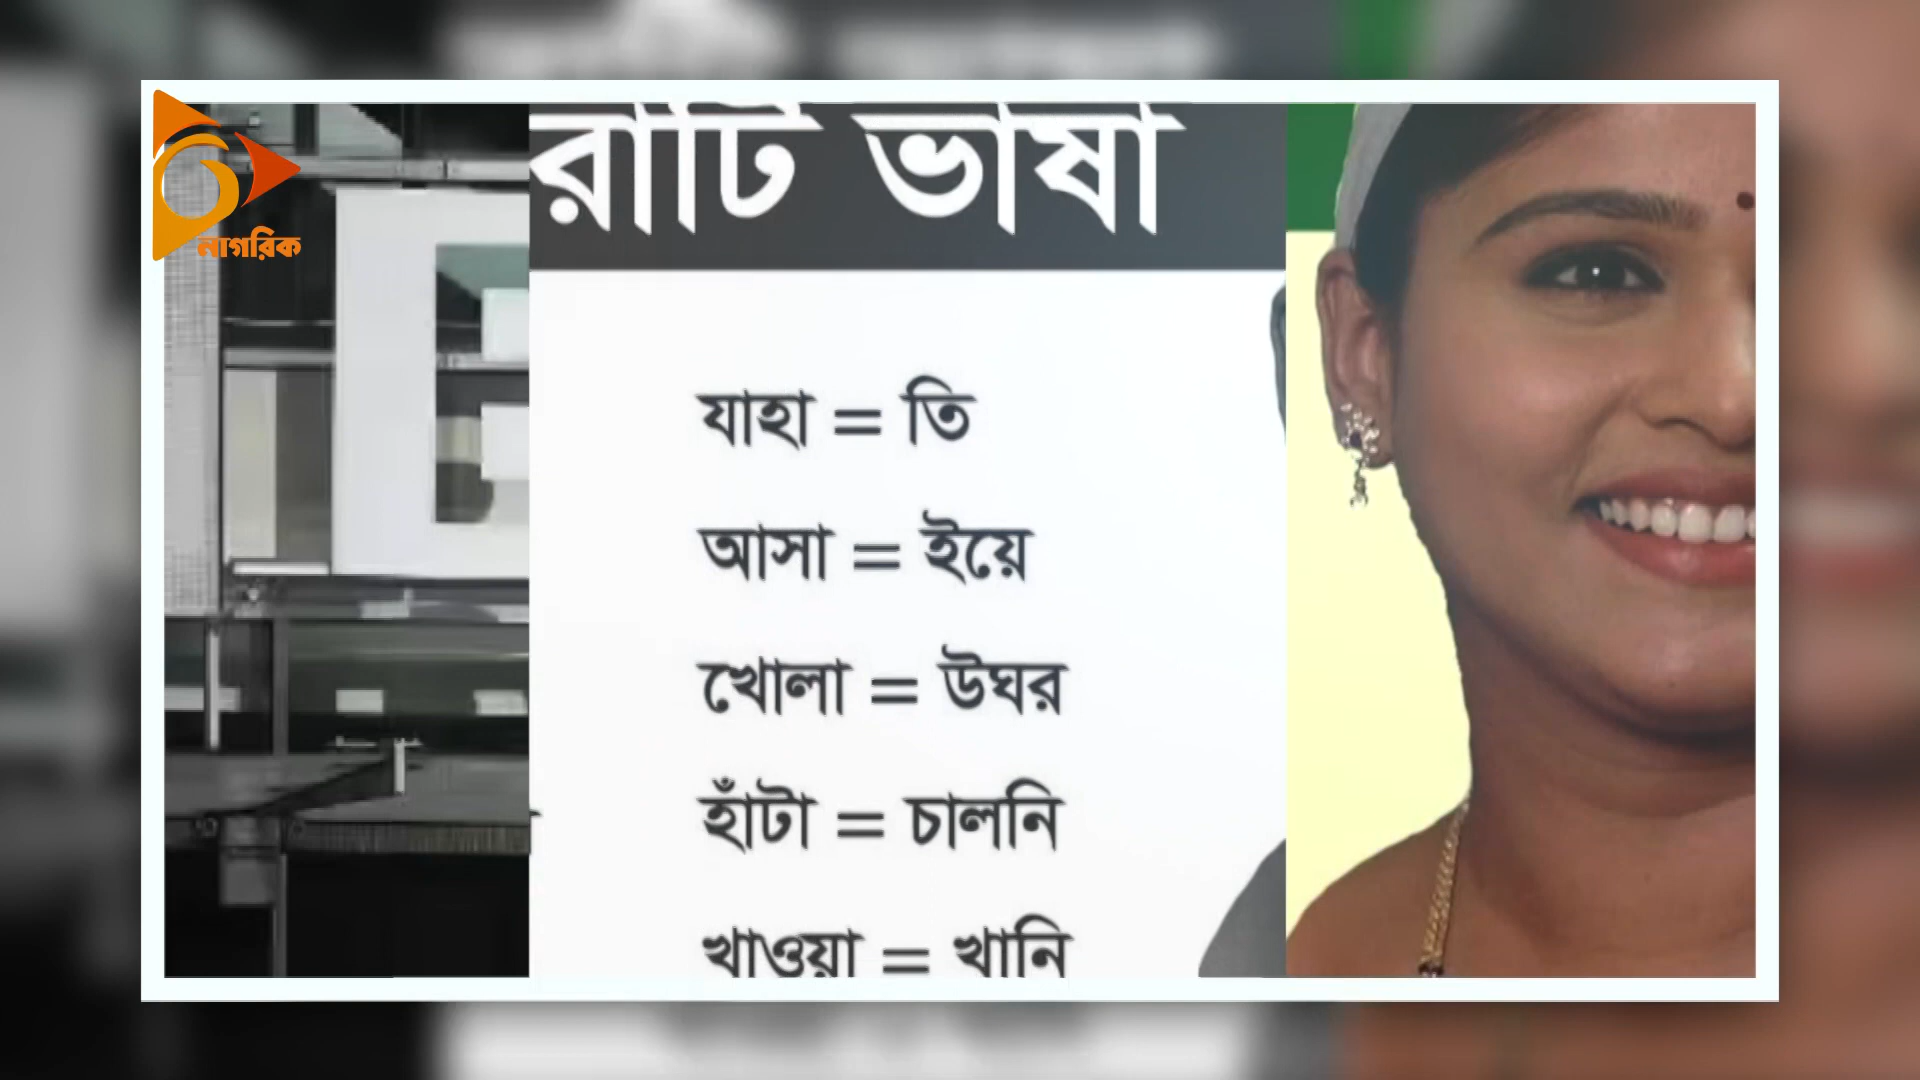 নাগরিক
রাটি ভাষা
যাহা = তি
আসা = ইয়ে
খোলা = উঘর
হাঁটা = চালনি
খাওয়া = খানি